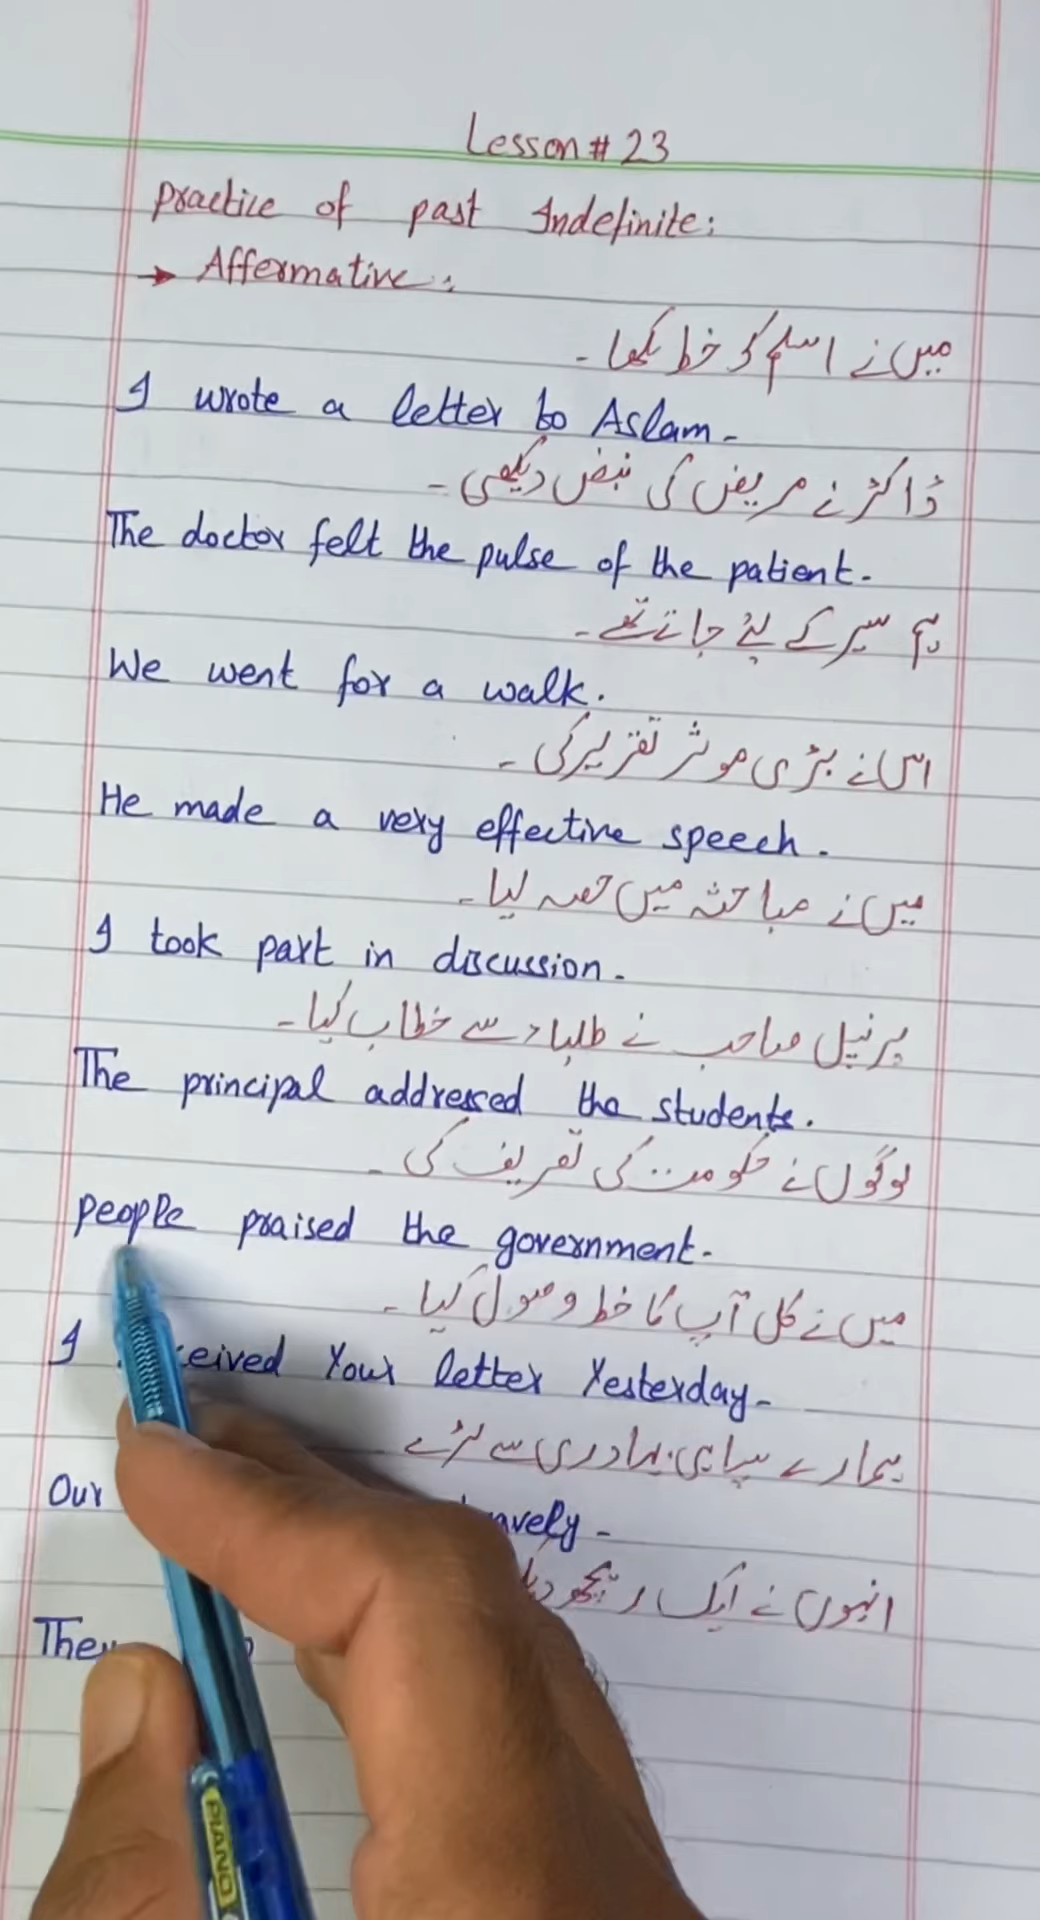 Lesson # 23
Practice of past Indefinite:
→ Affermative:
میں نے اسلم کو خط لکھا۔
I wrote a letter to Aslam.
ڈاکٹر نے مریض کی نبض دیکھی۔
The doctor felt the pulse of the patient.
ہم سیر کے لئے جاتے تھے۔
We went for a walk.
اس نے بڑی موثر تقریر کی۔
He made a very effective speech.
میں نے مباحثہ میں حصہ لیا۔
I took part in discussion.
پرنپل صاحب نے طلباء سے خطاب کیا۔
The principal addressed the students.
لوگوں نے حکومت کی تعریف کی۔
People praised the government.
میں نے کل آپ کا خط وصول کیا۔
I Your letter Yesterday.
ہمارے سپاہی بہادری سے لڑے
Our
انہوں نے ایک ریچھ
PIANO